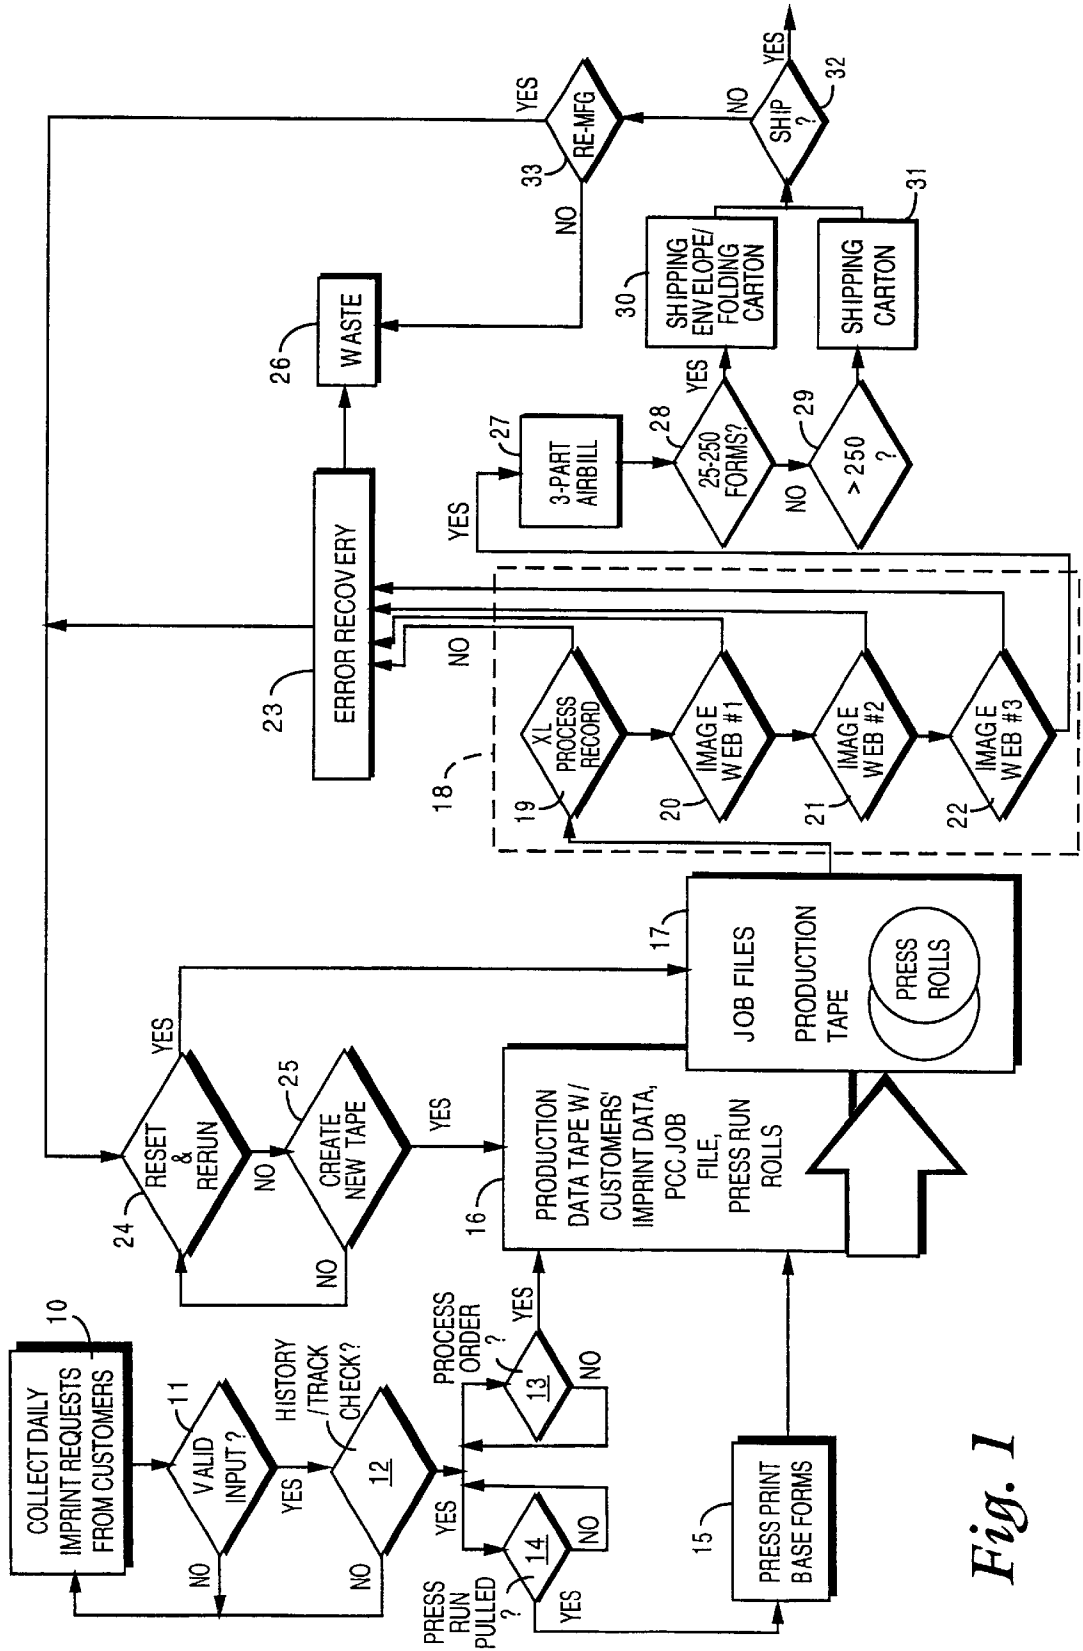 10
COLLECT DAILY
IMPRINT REQUESTS
FROM CUSTOMERS
11
VALID
INPUT?
NO
YES
HISTORY
/TRACK
CHECK?
12
NO
YES
PRESS
RUN
PULLED
?
14
NO
YES
PROCESS
ORDER
?
13
NO
YES
15
PRESS PRINT
BASE FORMS
24
RESET
&
RERUN
YES
NO
25
CREATE
NEW TAPE
NO
YES
16
PRODUCTION
DATA TAPE W/
CUSTOMERS'
IMPRINT DATA,
PCC JOB
FILE,
PRESS RUN
ROLLS
17
JOB FILES
PRODUCTION
TAPE
PRESS
ROLLS
18
19
XL
PROCESS
RECORD
NO
20
IMAGE
WEB #1
21
IMAGE
WEB #2
22
IMAGE
WEB #3
YES
23
ERROR RECOVERY
26
WASTE
27
3-PART
AIRBILL
28
25-250
FORMS?
YES
NO
29
> 250
?
30
SHIPPING
ENVELOPE/
FOLDING
CARTON
31
SHIPPING
CARTON
32
SHIP
?
YES
NO
33
RE-MFG
YES
NO
Fig. 1